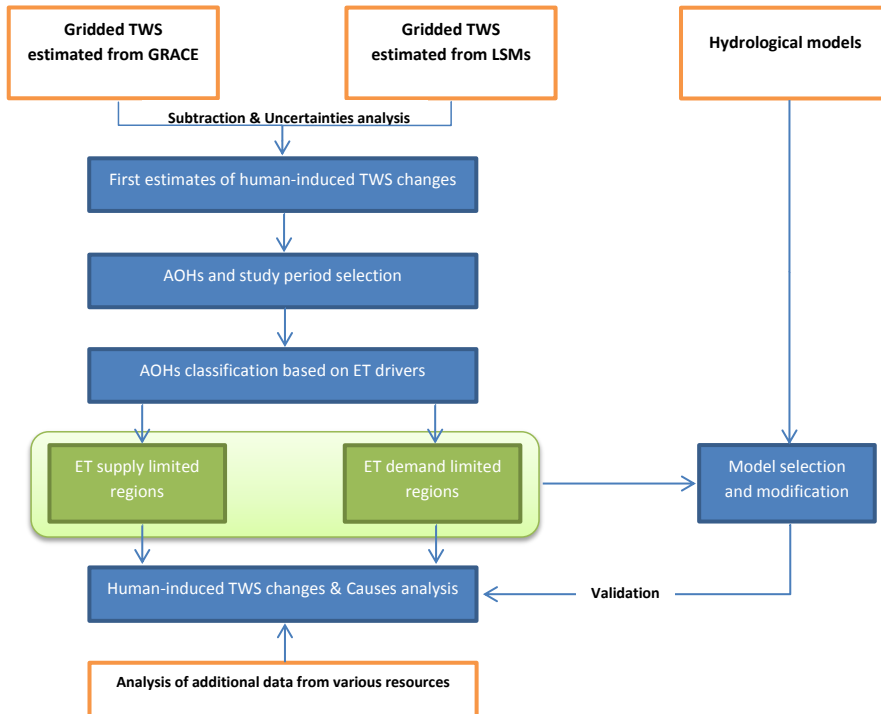 Gridded TWS
estimated from GRACE
Gridded TWS
estimated from LSMs
Hydrological models
Subtraction & Uncertainties analysis
First estimates of human-induced TWS changes
AOHs and study period selection
AOHs classification based on ET drivers
ET supply limited
regions
ET demand limited
regions
Model selection
and modification
Human-induced TWS changes & Causes analysis
Validation
Analysis of additional data from various resources